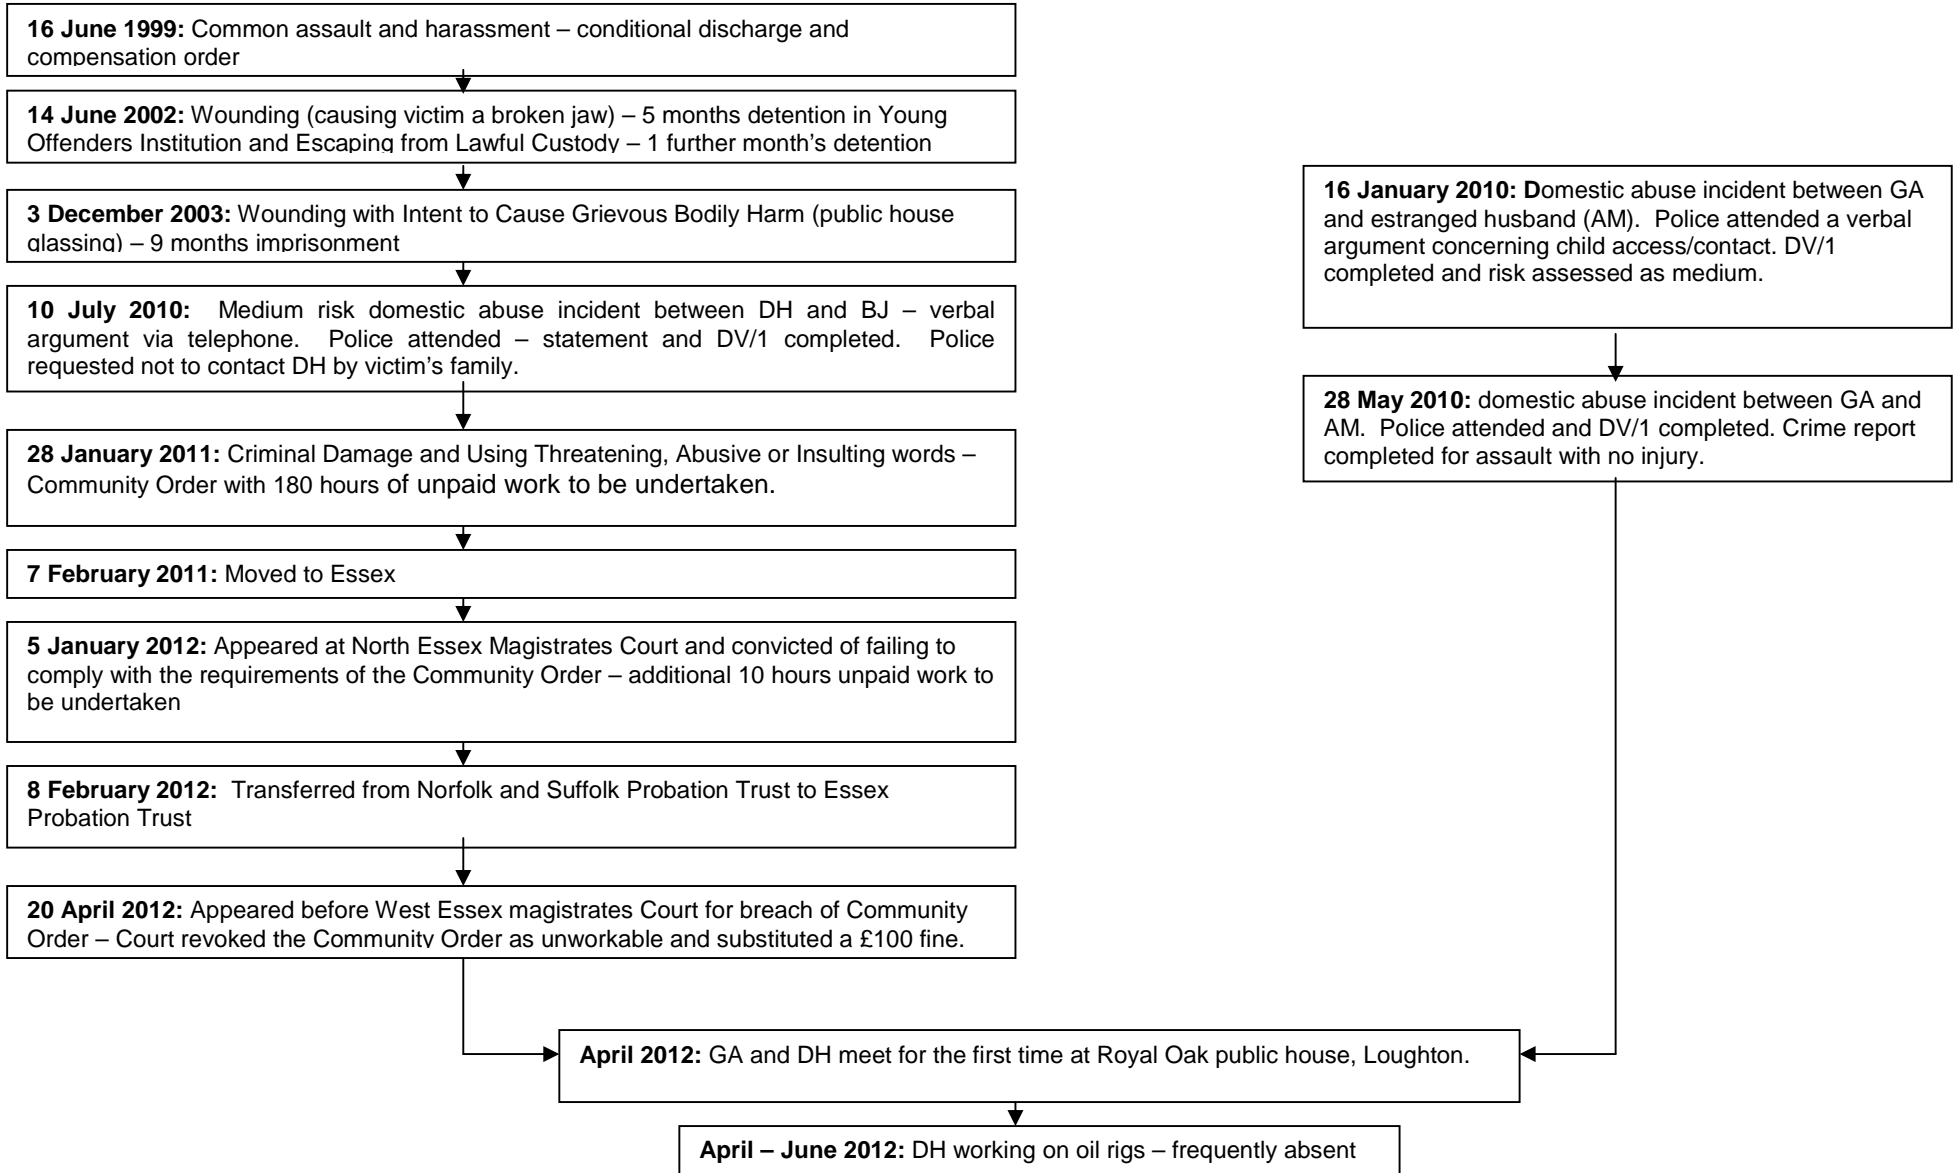 16 June 1999: Common assault and harassment – conditional discharge and
compensation order
14 June 2002: Wounding (causing victim a broken jaw) – 5 months detention in Young
Offenders Institution and Escaping from Lawful Custody – 1 further month’s detention
3 December 2003: Wounding with Intent to Cause Grievous Bodily Harm (public house
glassing) – 9 months imprisonment
10 July 2010: Medium risk domestic abuse incident between DH and BJ – verbal
argument via telephone. Police attended – statement and DV/1 completed. Police
requested not to contact DH by victim’s family.
28 January 2011: Criminal Damage and Using Threatening, Abusive or Insulting words –
Community Order with 180 hours of unpaid work to be undertaken.
7 February 2011: Moved to Essex
5 January 2012: Appeared at North Essex Magistrates Court and convicted of failing to
comply with the requirements of the Community Order – additional 10 hours unpaid work to
be undertaken
8 February 2012: Transferred from Norfolk and Suffolk Probation Trust to Essex
Probation Trust
20 April 2012: Appeared before West Essex magistrates Court for breach of Community
Order – Court revoked the Community Order as unworkable and substituted a £100 fine.
16 January 2010: Domestic abuse incident between GA
and estranged husband (AM). Police attended a verbal
argument concerning child access/contact. DV/1
completed and risk assessed as medium.
28 May 2010: domestic abuse incident between GA and
AM. Police attended and DV/1 completed. Crime report
completed for assault with no injury.
April 2012: GA and DH meet for the first time at Royal Oak public house, Loughton.
April – June 2012: DH working on oil rigs – frequently absent